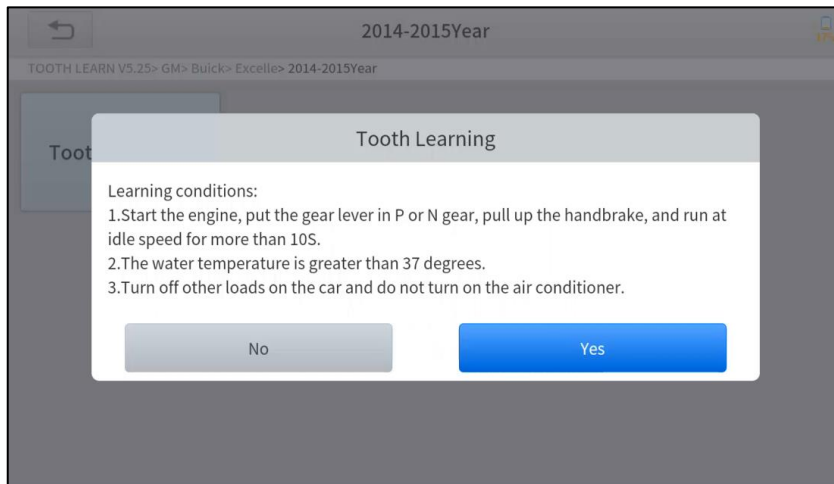 2014-2015Year
TOOTH LEARN V5.25> GM> Buick> Excelle> 2014-2015Year
Tooth Learning
Learning conditions:
1.Start the engine, put the gear lever in P or N gear, pull up the handbrake, and run at
idle speed for more than 10S.
2.The water temperature is greater than 37 degrees.
3.Turn off other loads on the car and do not turn on the air conditioner.
No
Yes